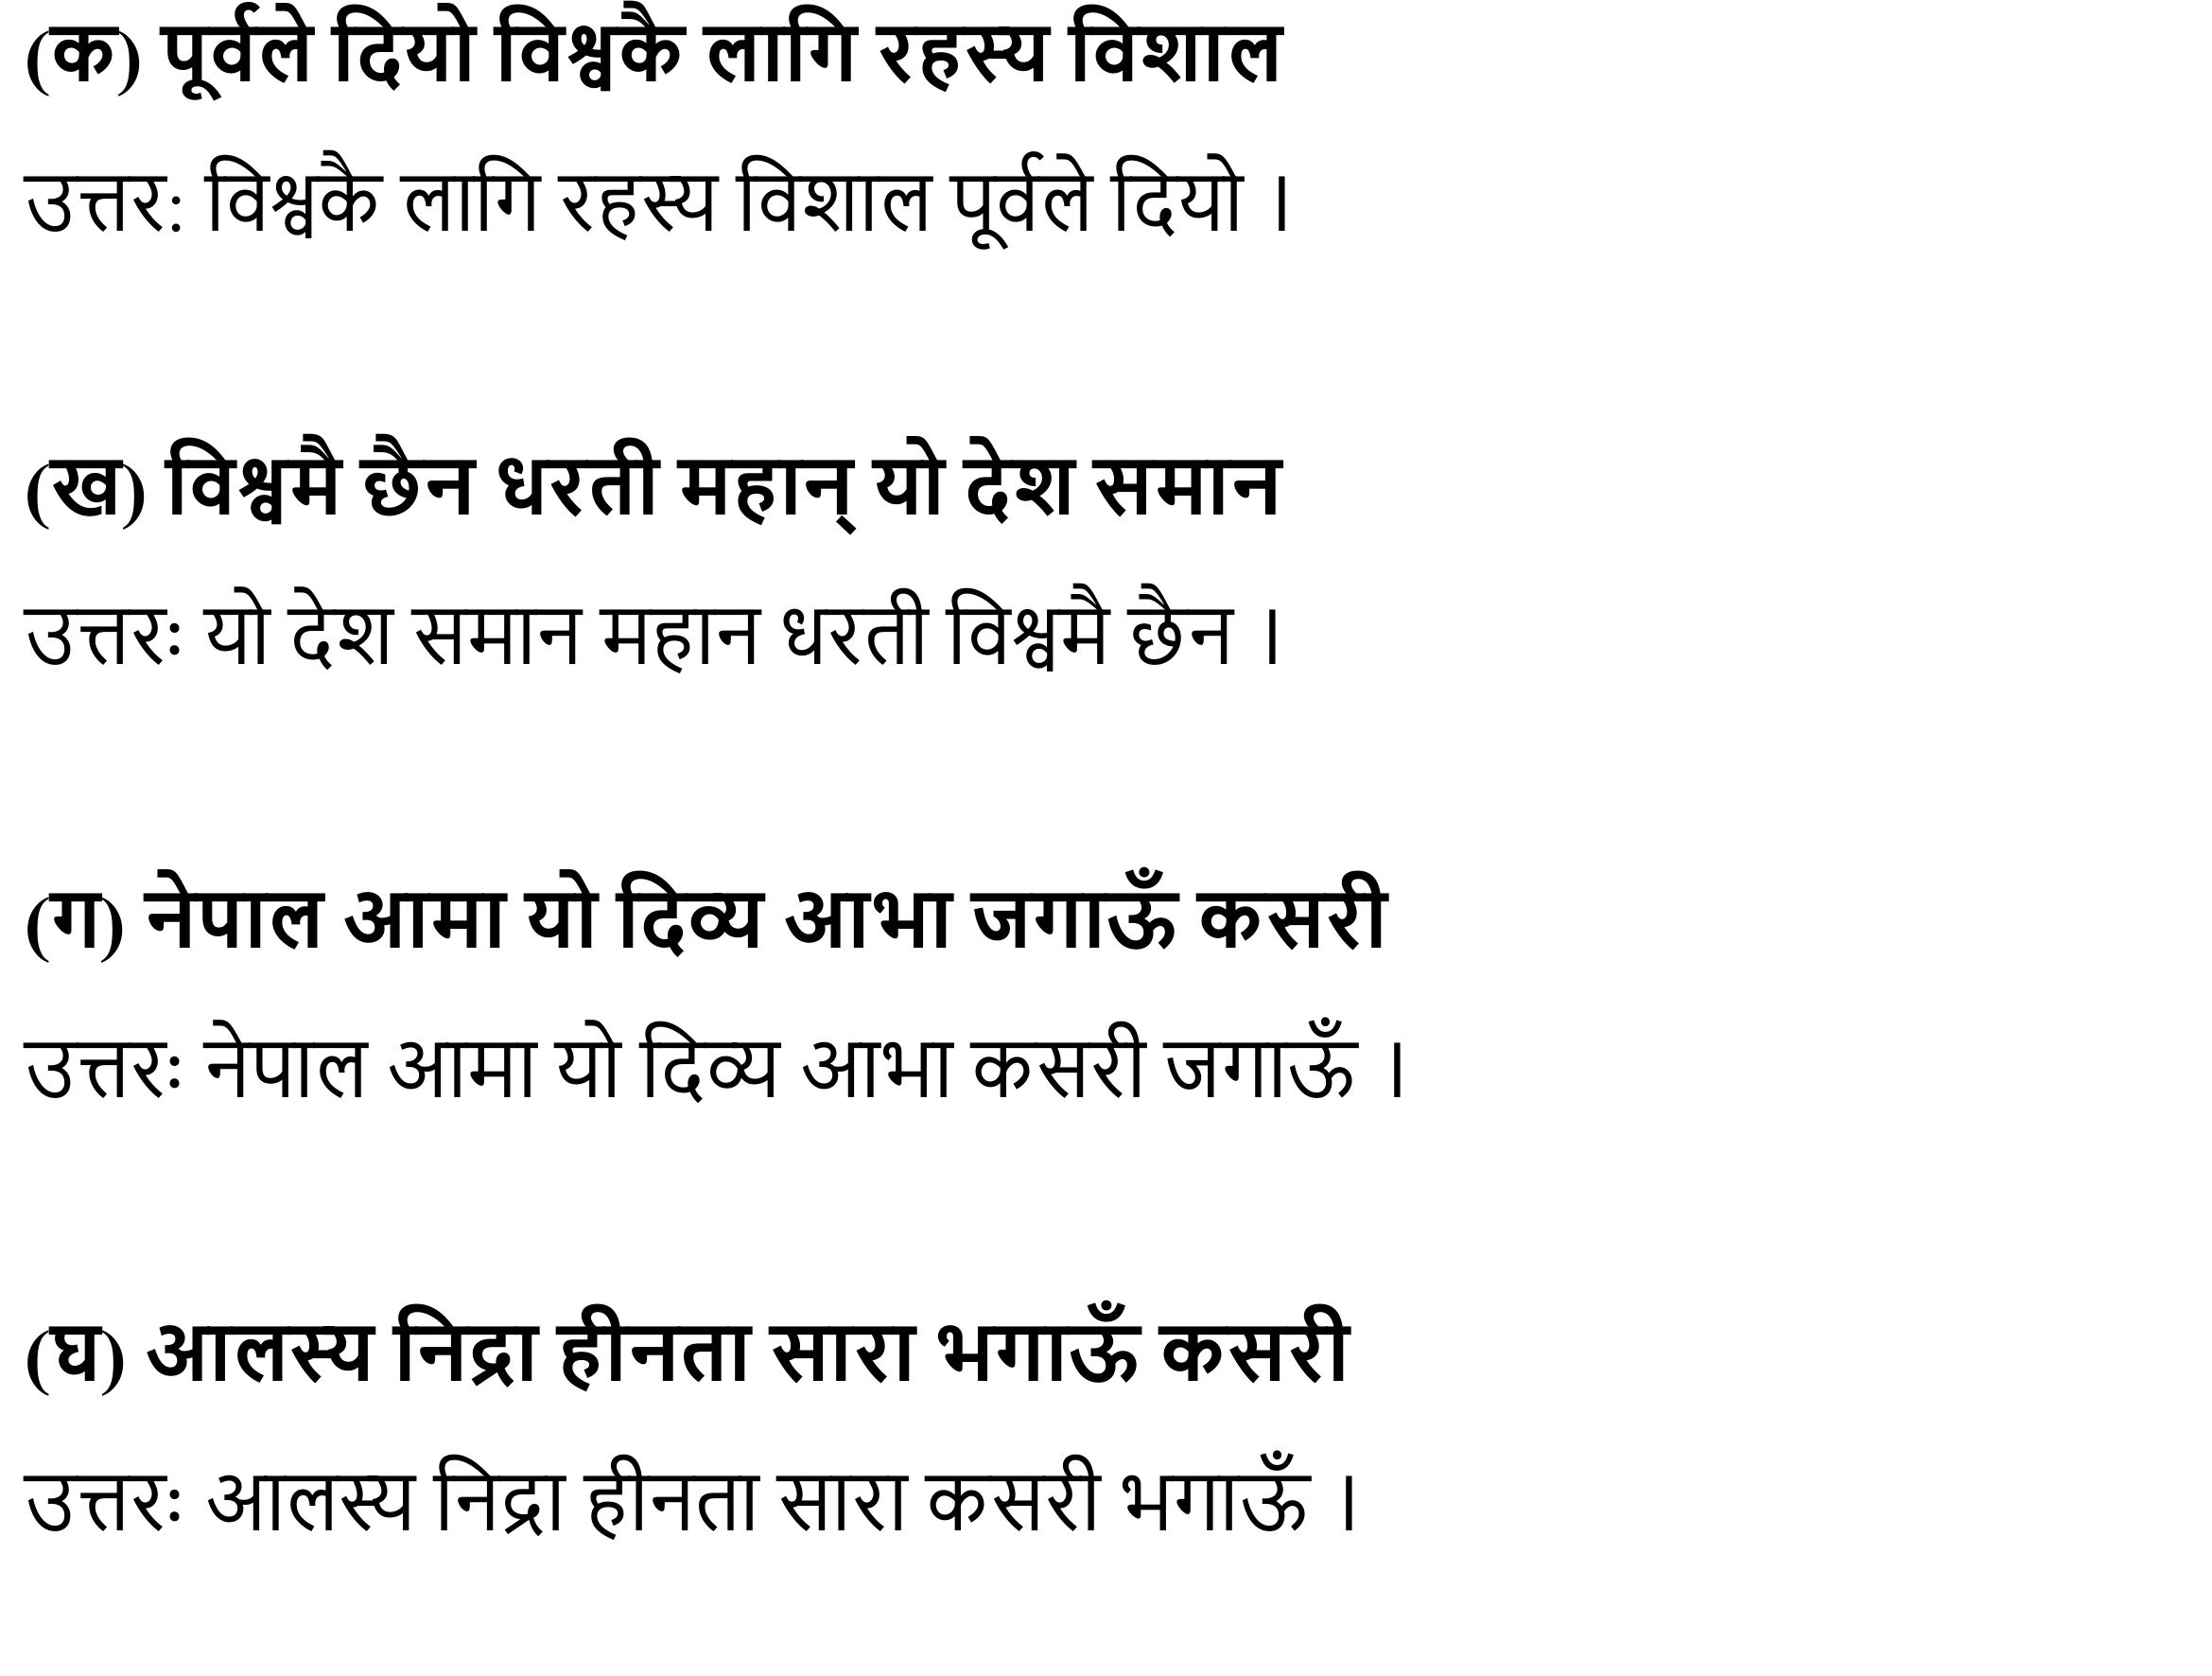 (क) पूर्वले दियो विश्वकै लागि रहस्य विशाल
उत्तर: विश्वकै लागि रहस्य विशाल पूर्वले दियो ।
(ख) विश्वमै छैन धरती महान् यो देश समान
उत्तरः यो देश समान महान धरती विश्वमै छैन ।
(ग) नेपाल आमा यो दिव्य आभा जगाऊँ कसरी
उत्तरः नेपाल आमा यो दिव्य आभा कसरी जगाऊँ ।
(घ) आलस्य निद्रा हीनता सारा भगाऊँ कसरी
उत्तरः आलस्य निद्रा हीनता सारा कसरी भगाऊँ ।